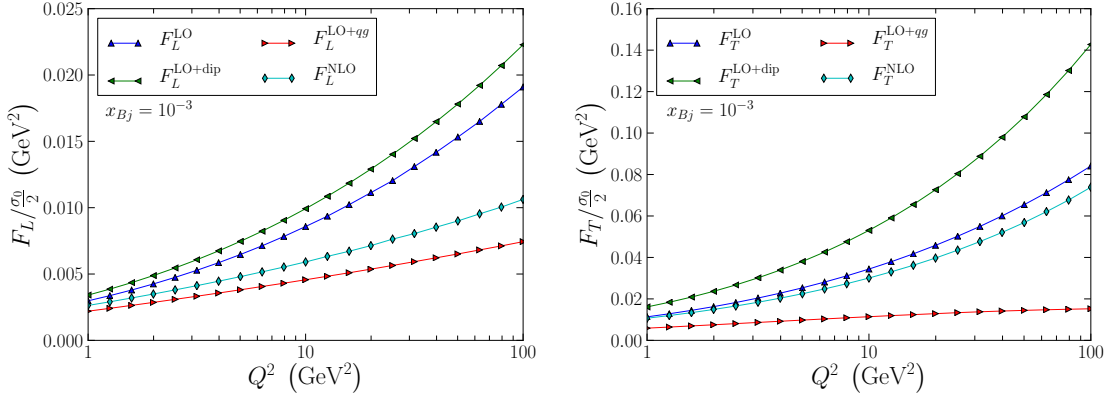 F_L^LO F_L^LO+qg
F_L^LO+dip F_L^NLO
x_Bj = 10^-3
0.025
0.020
0.015
0.010
0.005
0.000
F_L/σ_0/2 (GeV^2)
1 10 100
Q^2 (GeV^2)
F_T^LO F_T^LO+qg
F_T^LO+dip F_T^NLO
x_Bj = 10^-3
0.16
0.14
0.12
0.10
0.08
0.06
0.04
0.02
0.00
F_T/σ_0/2 (GeV^2)
1 10 100
Q^2 (GeV^2)